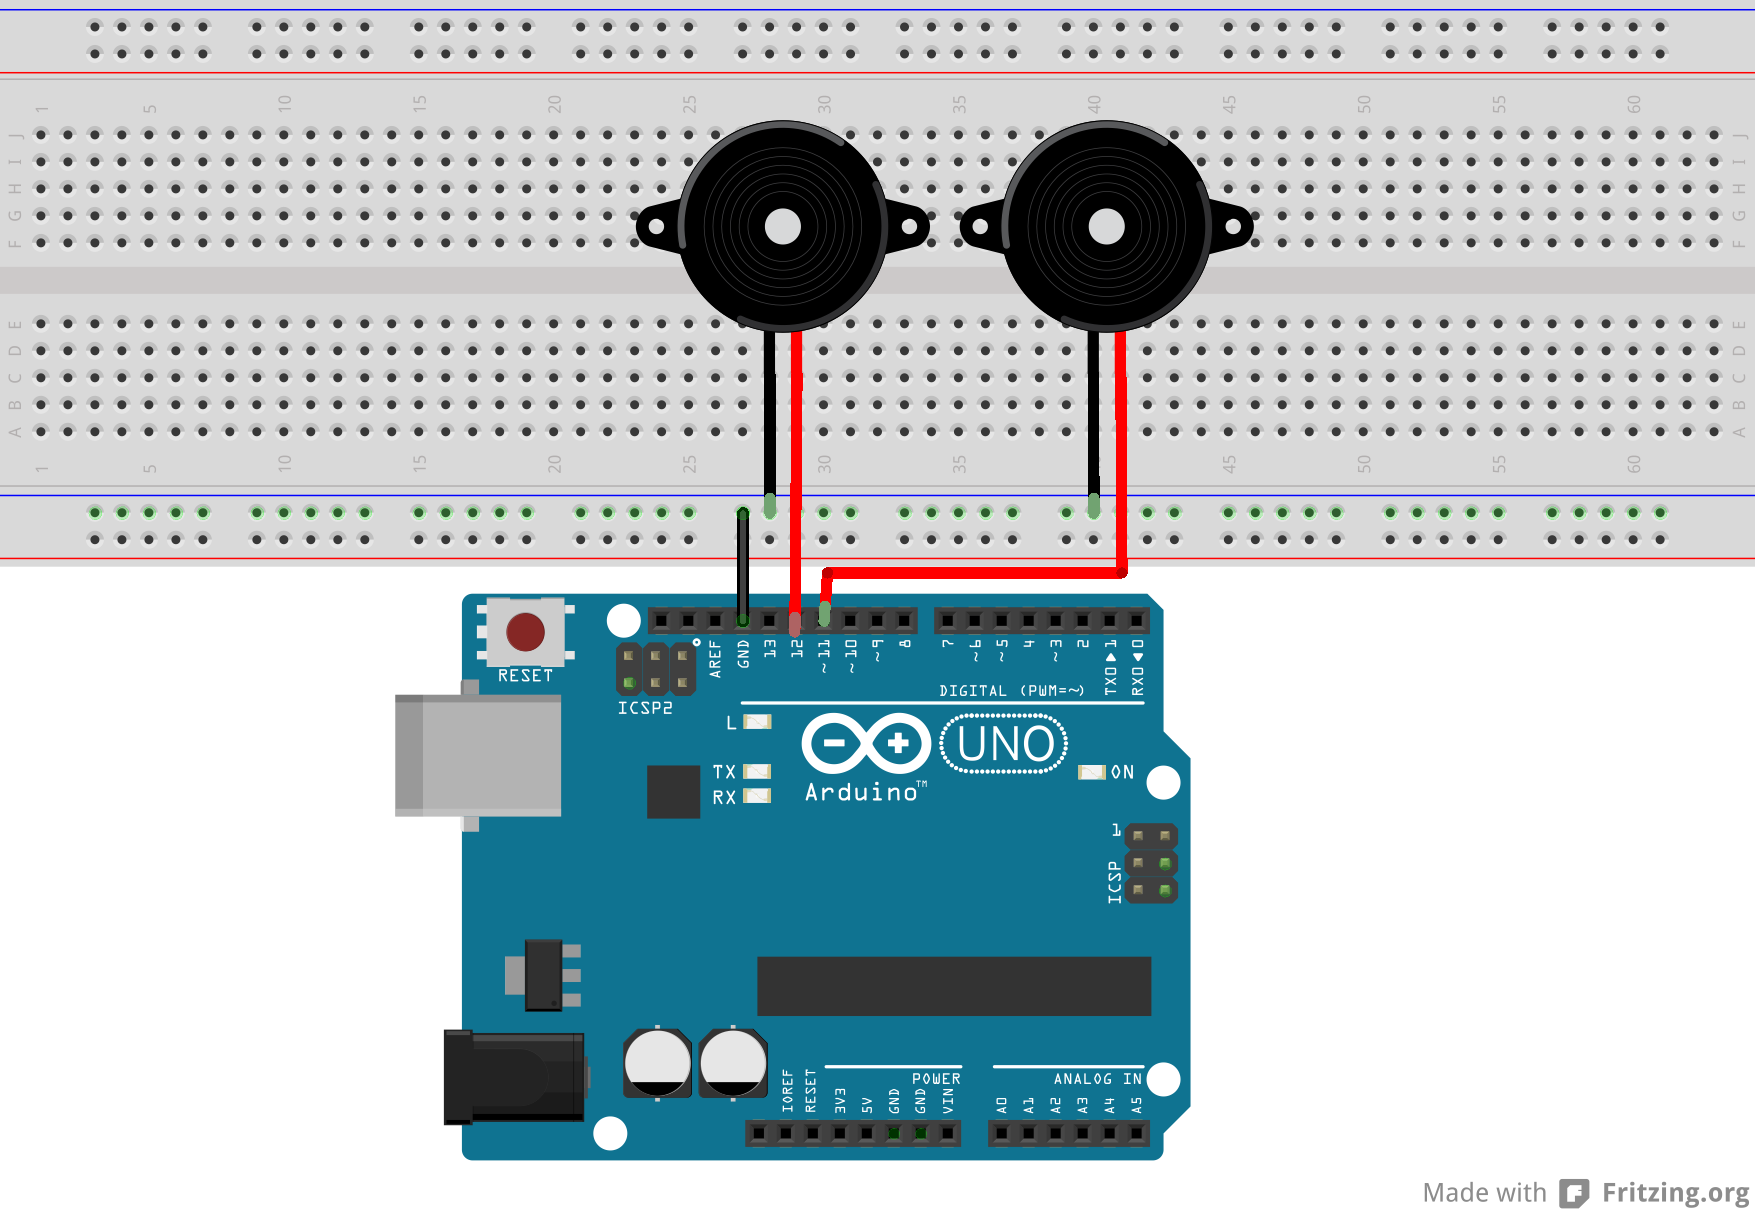 1 5 10 15 20 25 30 35 40 45 50 55 60
J J
I I
H H
G G
F F
E E
D D
C C
B B
A A
1 5 10 15 20 25 30 35 45 50 55 60
RESET
ICSP2
AREF
GND
13
12
~11
~10
~9
8
7
~6
~5
4
~3
2
TX0 ▶ 1
RX0 ◀ 0
DIGITAL (PWM=~)
L
TX
RX
UNO
Arduino™
ON
1
ICSP
POWER
ANALOG IN
IOREF
RESET
3V3
5V
GND
GND
VIN
A0
A1
A2
A3
A4
A5
Made with Fritzing.org